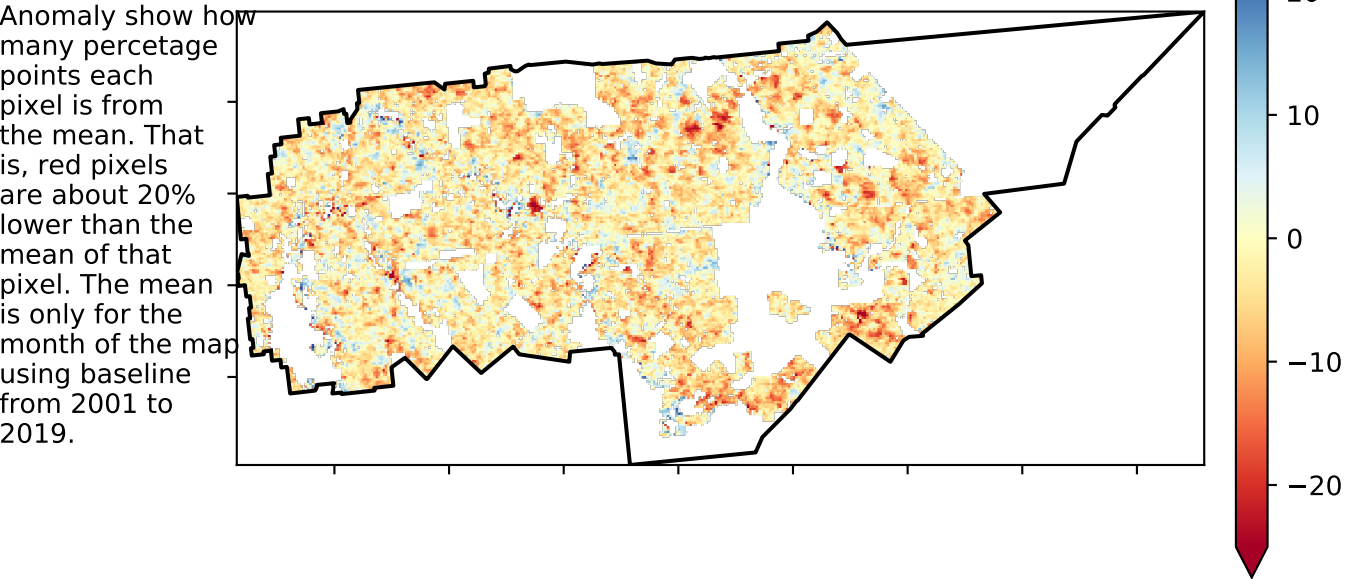 Anomaly show how
many percetage
points each
pixel is from
the mean. That
is, red pixels
are about 20%
lower than the
mean of that
pixel. The mean
is only for the
month of the map
using baseline
from 2001 to
2019.
10
0
−10
−20